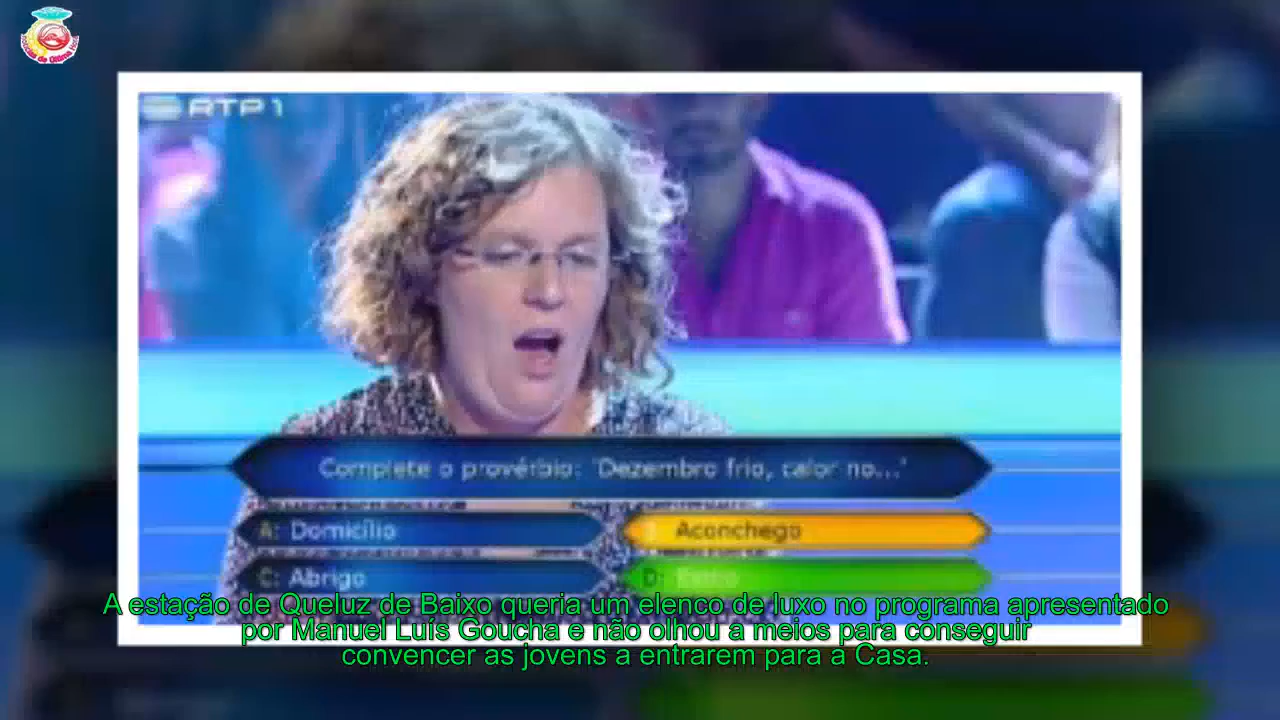 RTP 1
Complete o provérbio: "Dezembro frio, calor no..."
A: Domicílio
Aconchego
C: Abrigo
D: Estio
A estação de Queluz de Baixo queria um elenco de luxo no programa apresentado
por Manuel Luís Goucha e não olhou a meios para conseguir
convencer as jovens a entrarem para a Casa.